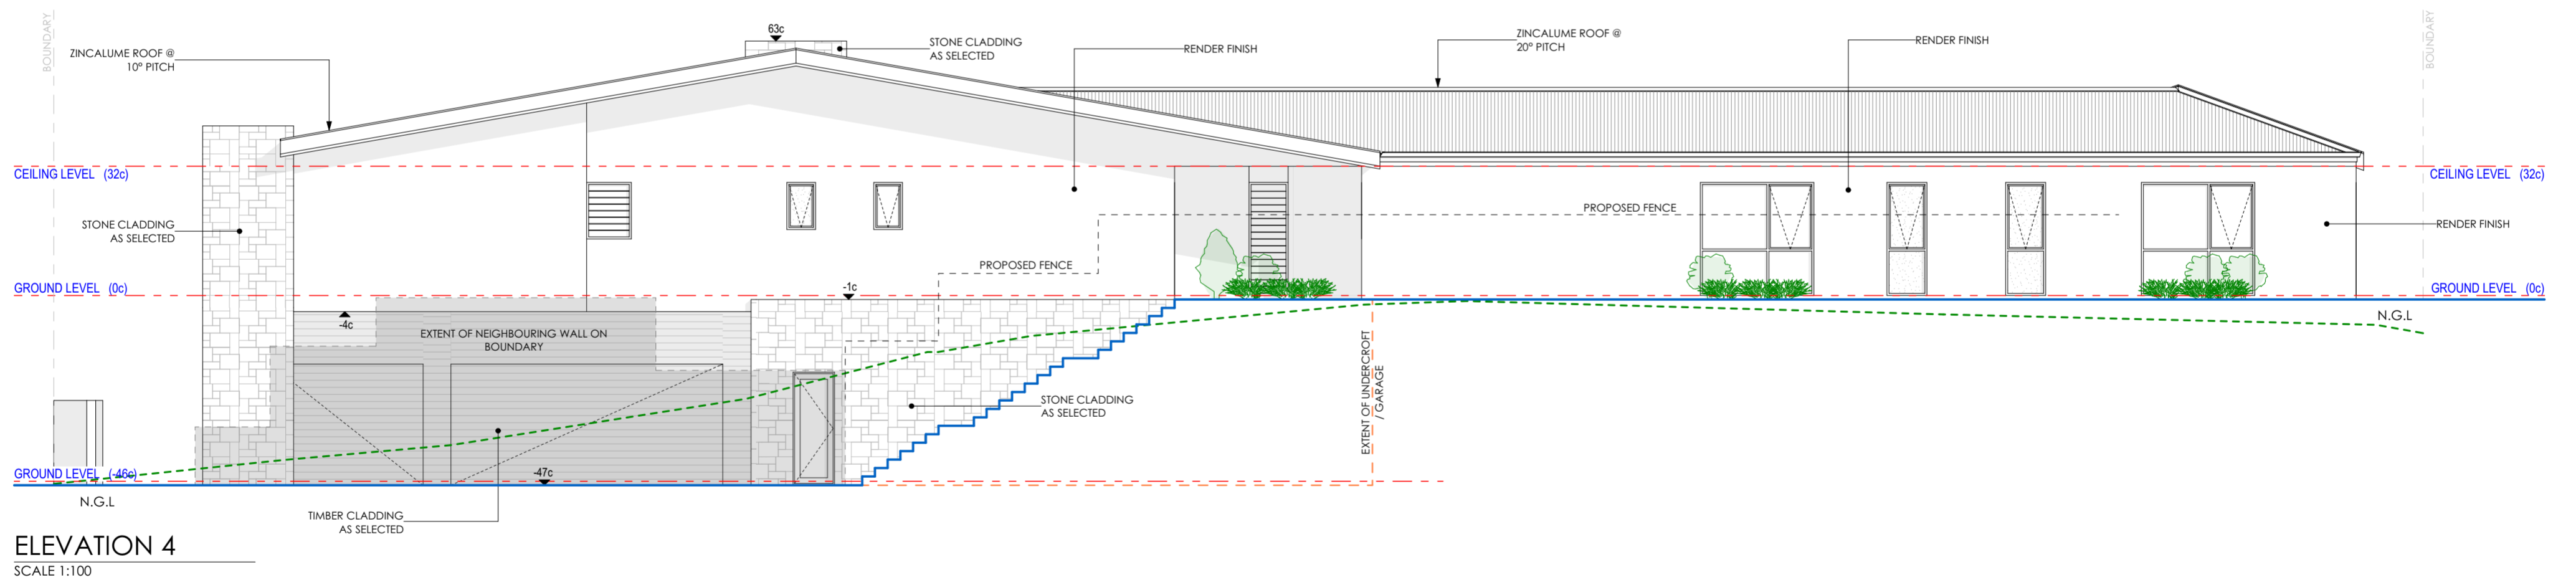 BOUNDARY
ZINCALUME ROOF @
10° PITCH
63c
STONE CLADDING
AS SELECTED
RENDER FINISH
ZINCALUME ROOF @
20° PITCH
RENDER FINISH
BOUNDARY
CEILING LEVEL (32c)
CEILING LEVEL (32c)
STONE CLADDING
AS SELECTED
PROPOSED FENCE
RENDER FINISH
PROPOSED FENCE
GROUND LEVEL (0c)
-1c
GROUND LEVEL (0c)
-4c
N.G.L
EXTENT OF NEIGHBOURING WALL ON
BOUNDARY
EXTENT OF UNDERCROFT
/ GARAGE
STONE CLADDING
AS SELECTED
GROUND LEVEL (-46c)
-47c
N.G.L
TIMBER CLADDING
AS SELECTED
ELEVATION 4
SCALE 1:100